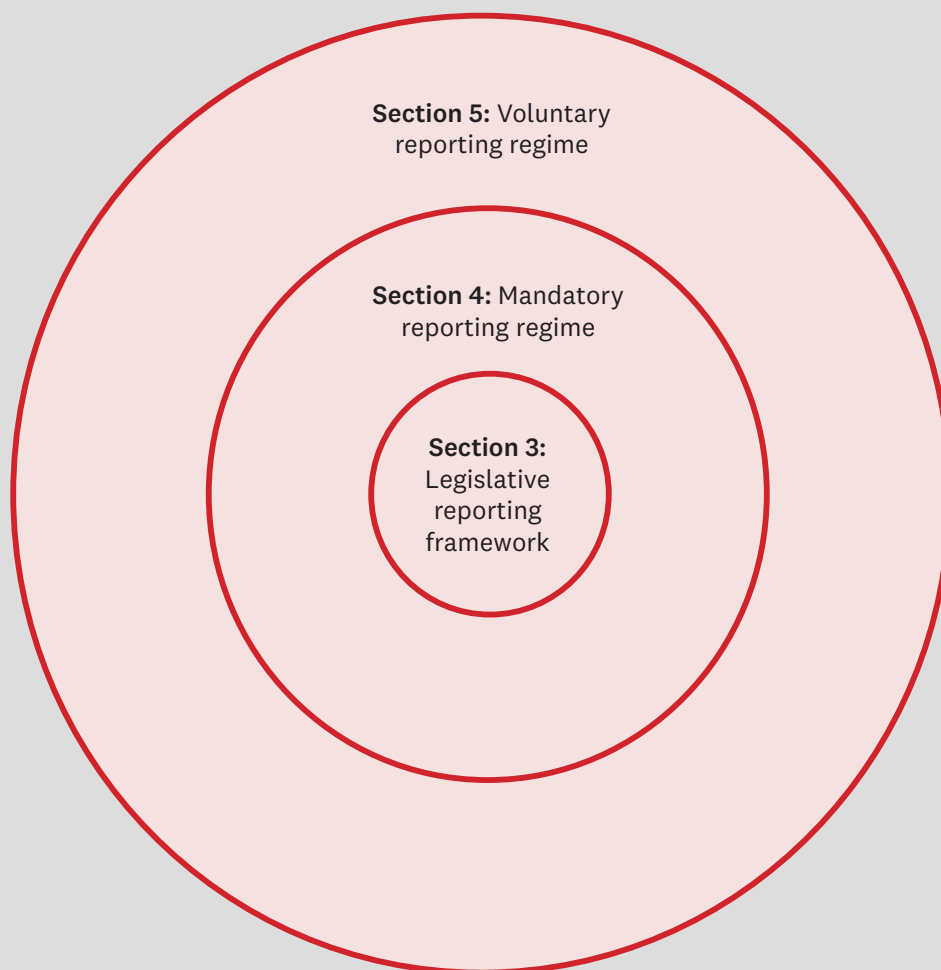 Section 5: Voluntary
reporting regime
Section 4: Mandatory
reporting regime
Section 3:
Legislative
reporting
framework